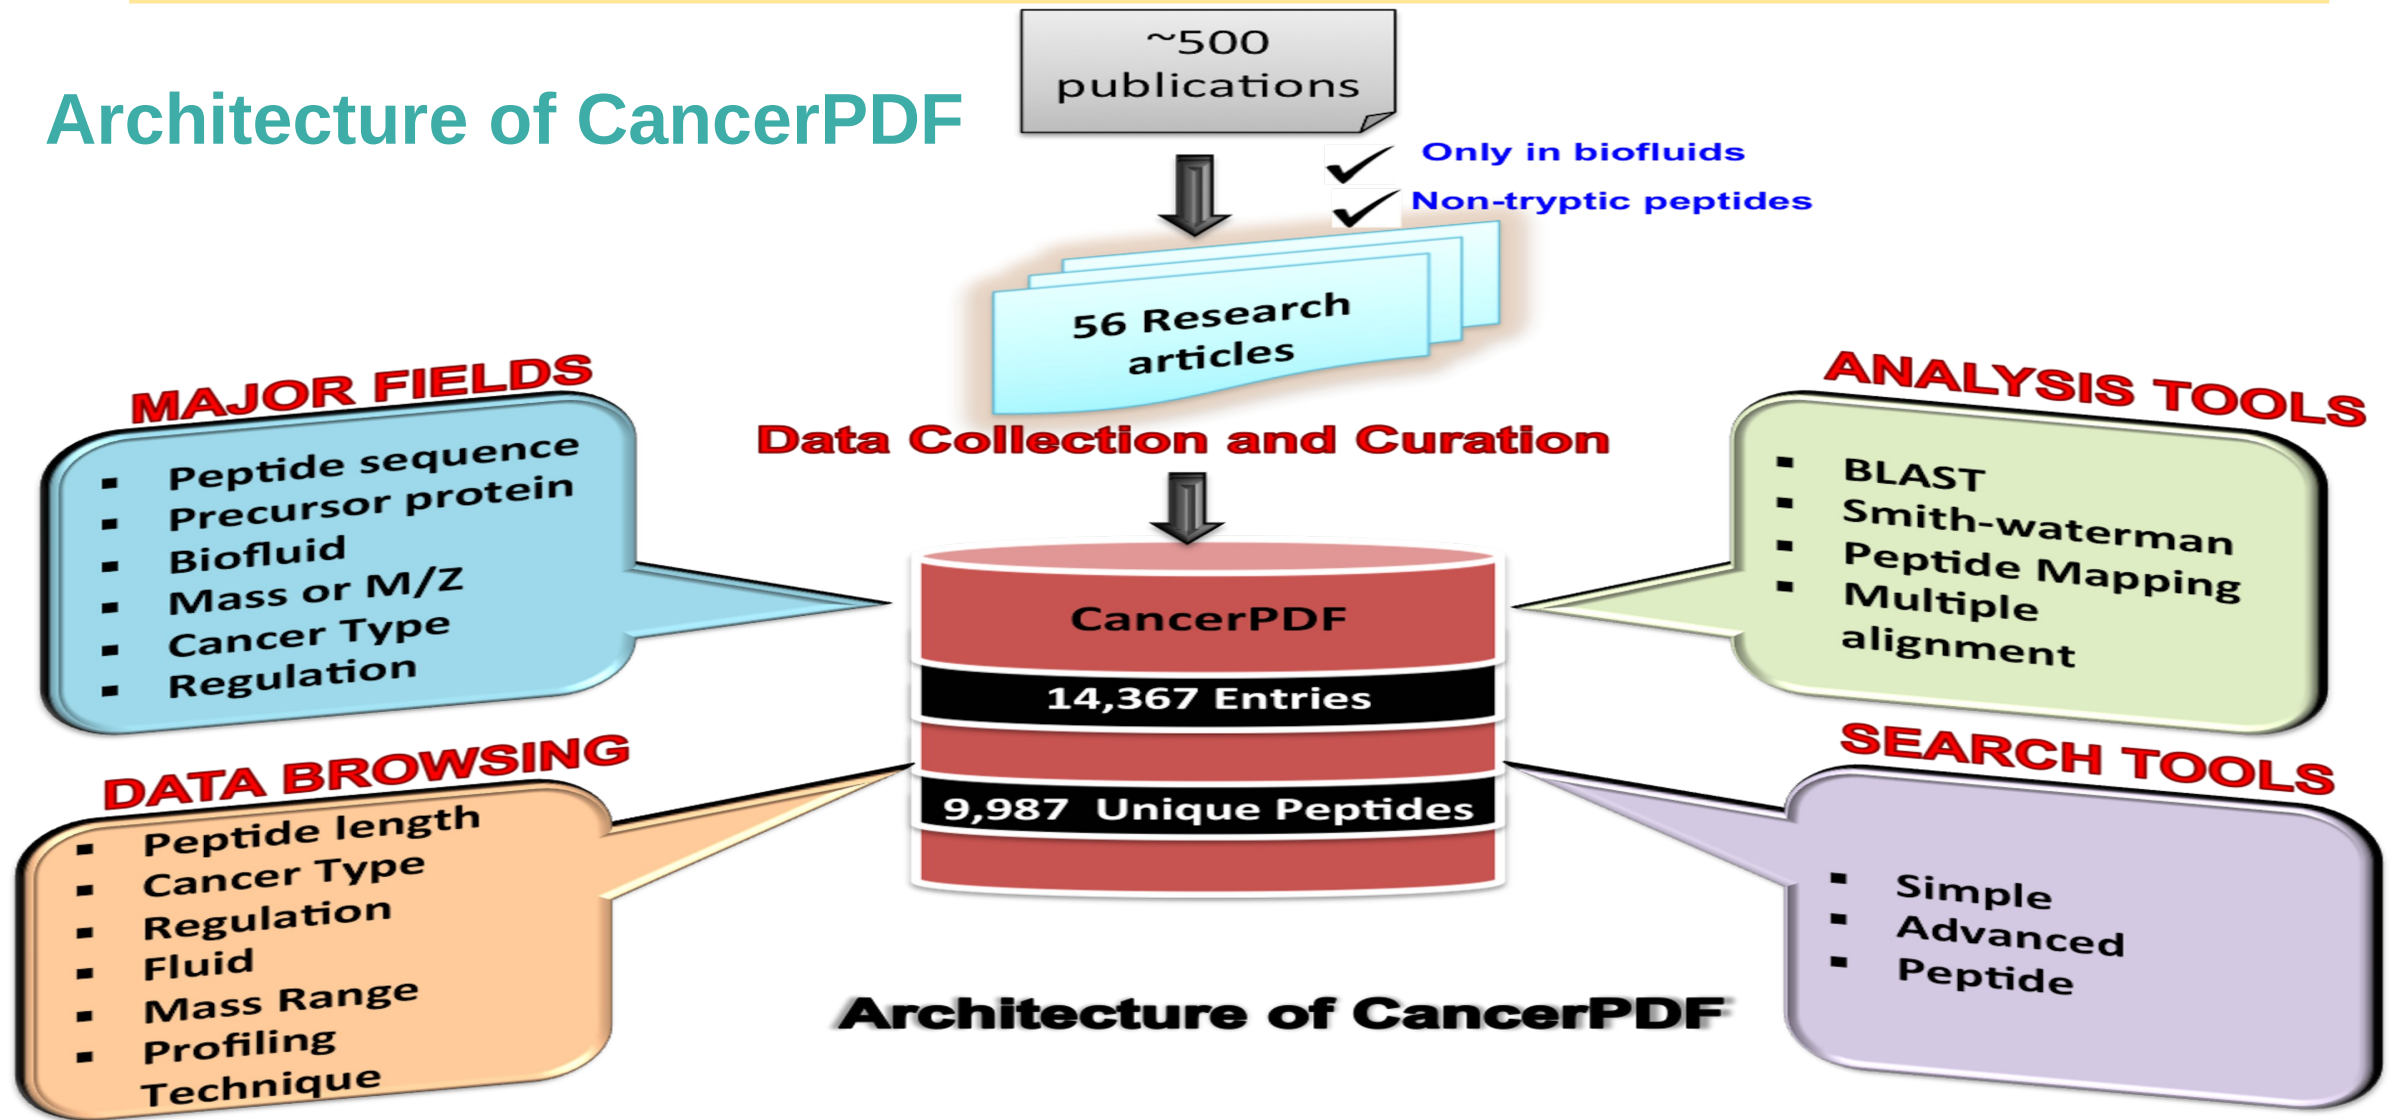 Architecture of CancerPDF
~500
publications
Only in biofluids
Non-tryptic peptides
56 Research
articles
Data Collection and Curation
MAJOR FIELDS
▪ Peptide sequence
▪ Precursor protein
▪ Biofluid
▪ Mass or M/Z
▪ Cancer Type
▪ Regulation
DATA BROWSING
▪ Peptide length
▪ Cancer Type
▪ Regulation
▪ Fluid
▪ Mass Range
▪ Profiling
Technique
CancerPDF
14,367 Entries
9,987 Unique Peptides
ANALYSIS TOOLS
▪ BLAST
▪ Smith-waterman
▪ Peptide Mapping
▪ Multiple
alignment
SEARCH TOOLS
▪ Simple
▪ Advanced
▪ Peptide
Architecture of CancerPDF